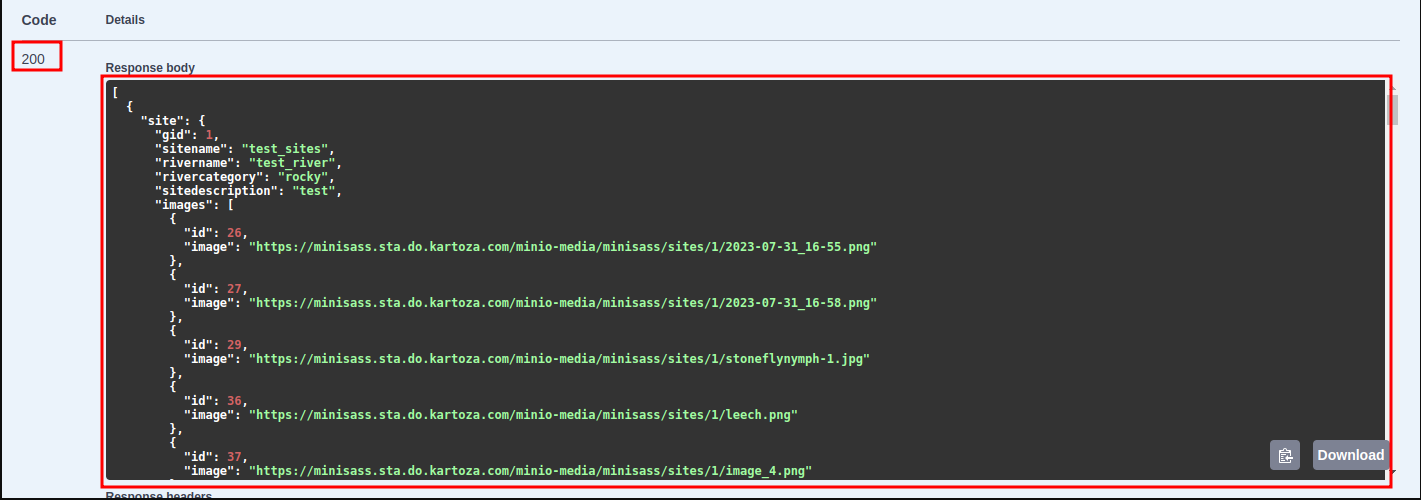 Code Details
200
Response body
[
  {
    "site": {
      "gid": 1,
      "sitename": "test_sites",
      "rivername": "test_river",
      "rivercategory": "rocky",
      "sitedescription": "test",
      "images": [
        {
          "id": 26,
          "image": "https://minisass.sta.do.kartoza.com/minio-media/minisass/sites/1/2023-07-31_16-55.png"
        },
        {
          "id": 27,
          "image": "https://minisass.sta.do.kartoza.com/minio-media/minisass/sites/1/2023-07-31_16-58.png"
        },
        {
          "id": 29,
          "image": "https://minisass.sta.do.kartoza.com/minio-media/minisass/sites/1/stoneflynymph-1.jpg"
        },
        {
          "id": 36,
          "image": "https://minisass.sta.do.kartoza.com/minio-media/minisass/sites/1/leech.png"
        },
        {
          "id": 37,
          "image": "https://minisass.sta.do.kartoza.com/minio-media/minisass/sites/1/image_4.png"
Download
Response headers